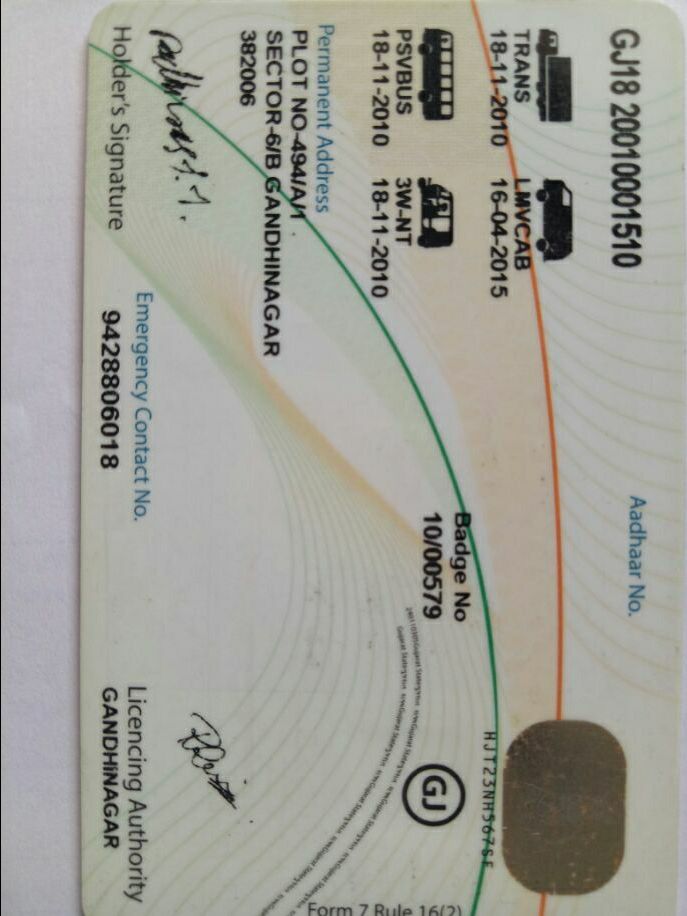 GJ18 20010001510
Aadhaar No.
TRANS
18-11-2010
LMVCAB
16-04-2015
PSVBUS
18-11-2010
3W-NT
18-11-2010
Badge No
10/00579
HJT23NH567SF
Permanent Address
PLOT NO-494/A/1
SECTOR-6/B GANDHINAGAR
382006
GJ
Emergency Contact No.
9428806018
Holder's Signature
Licencing Authority
GANDHINAGAR
Form 7 Rule 16(2)